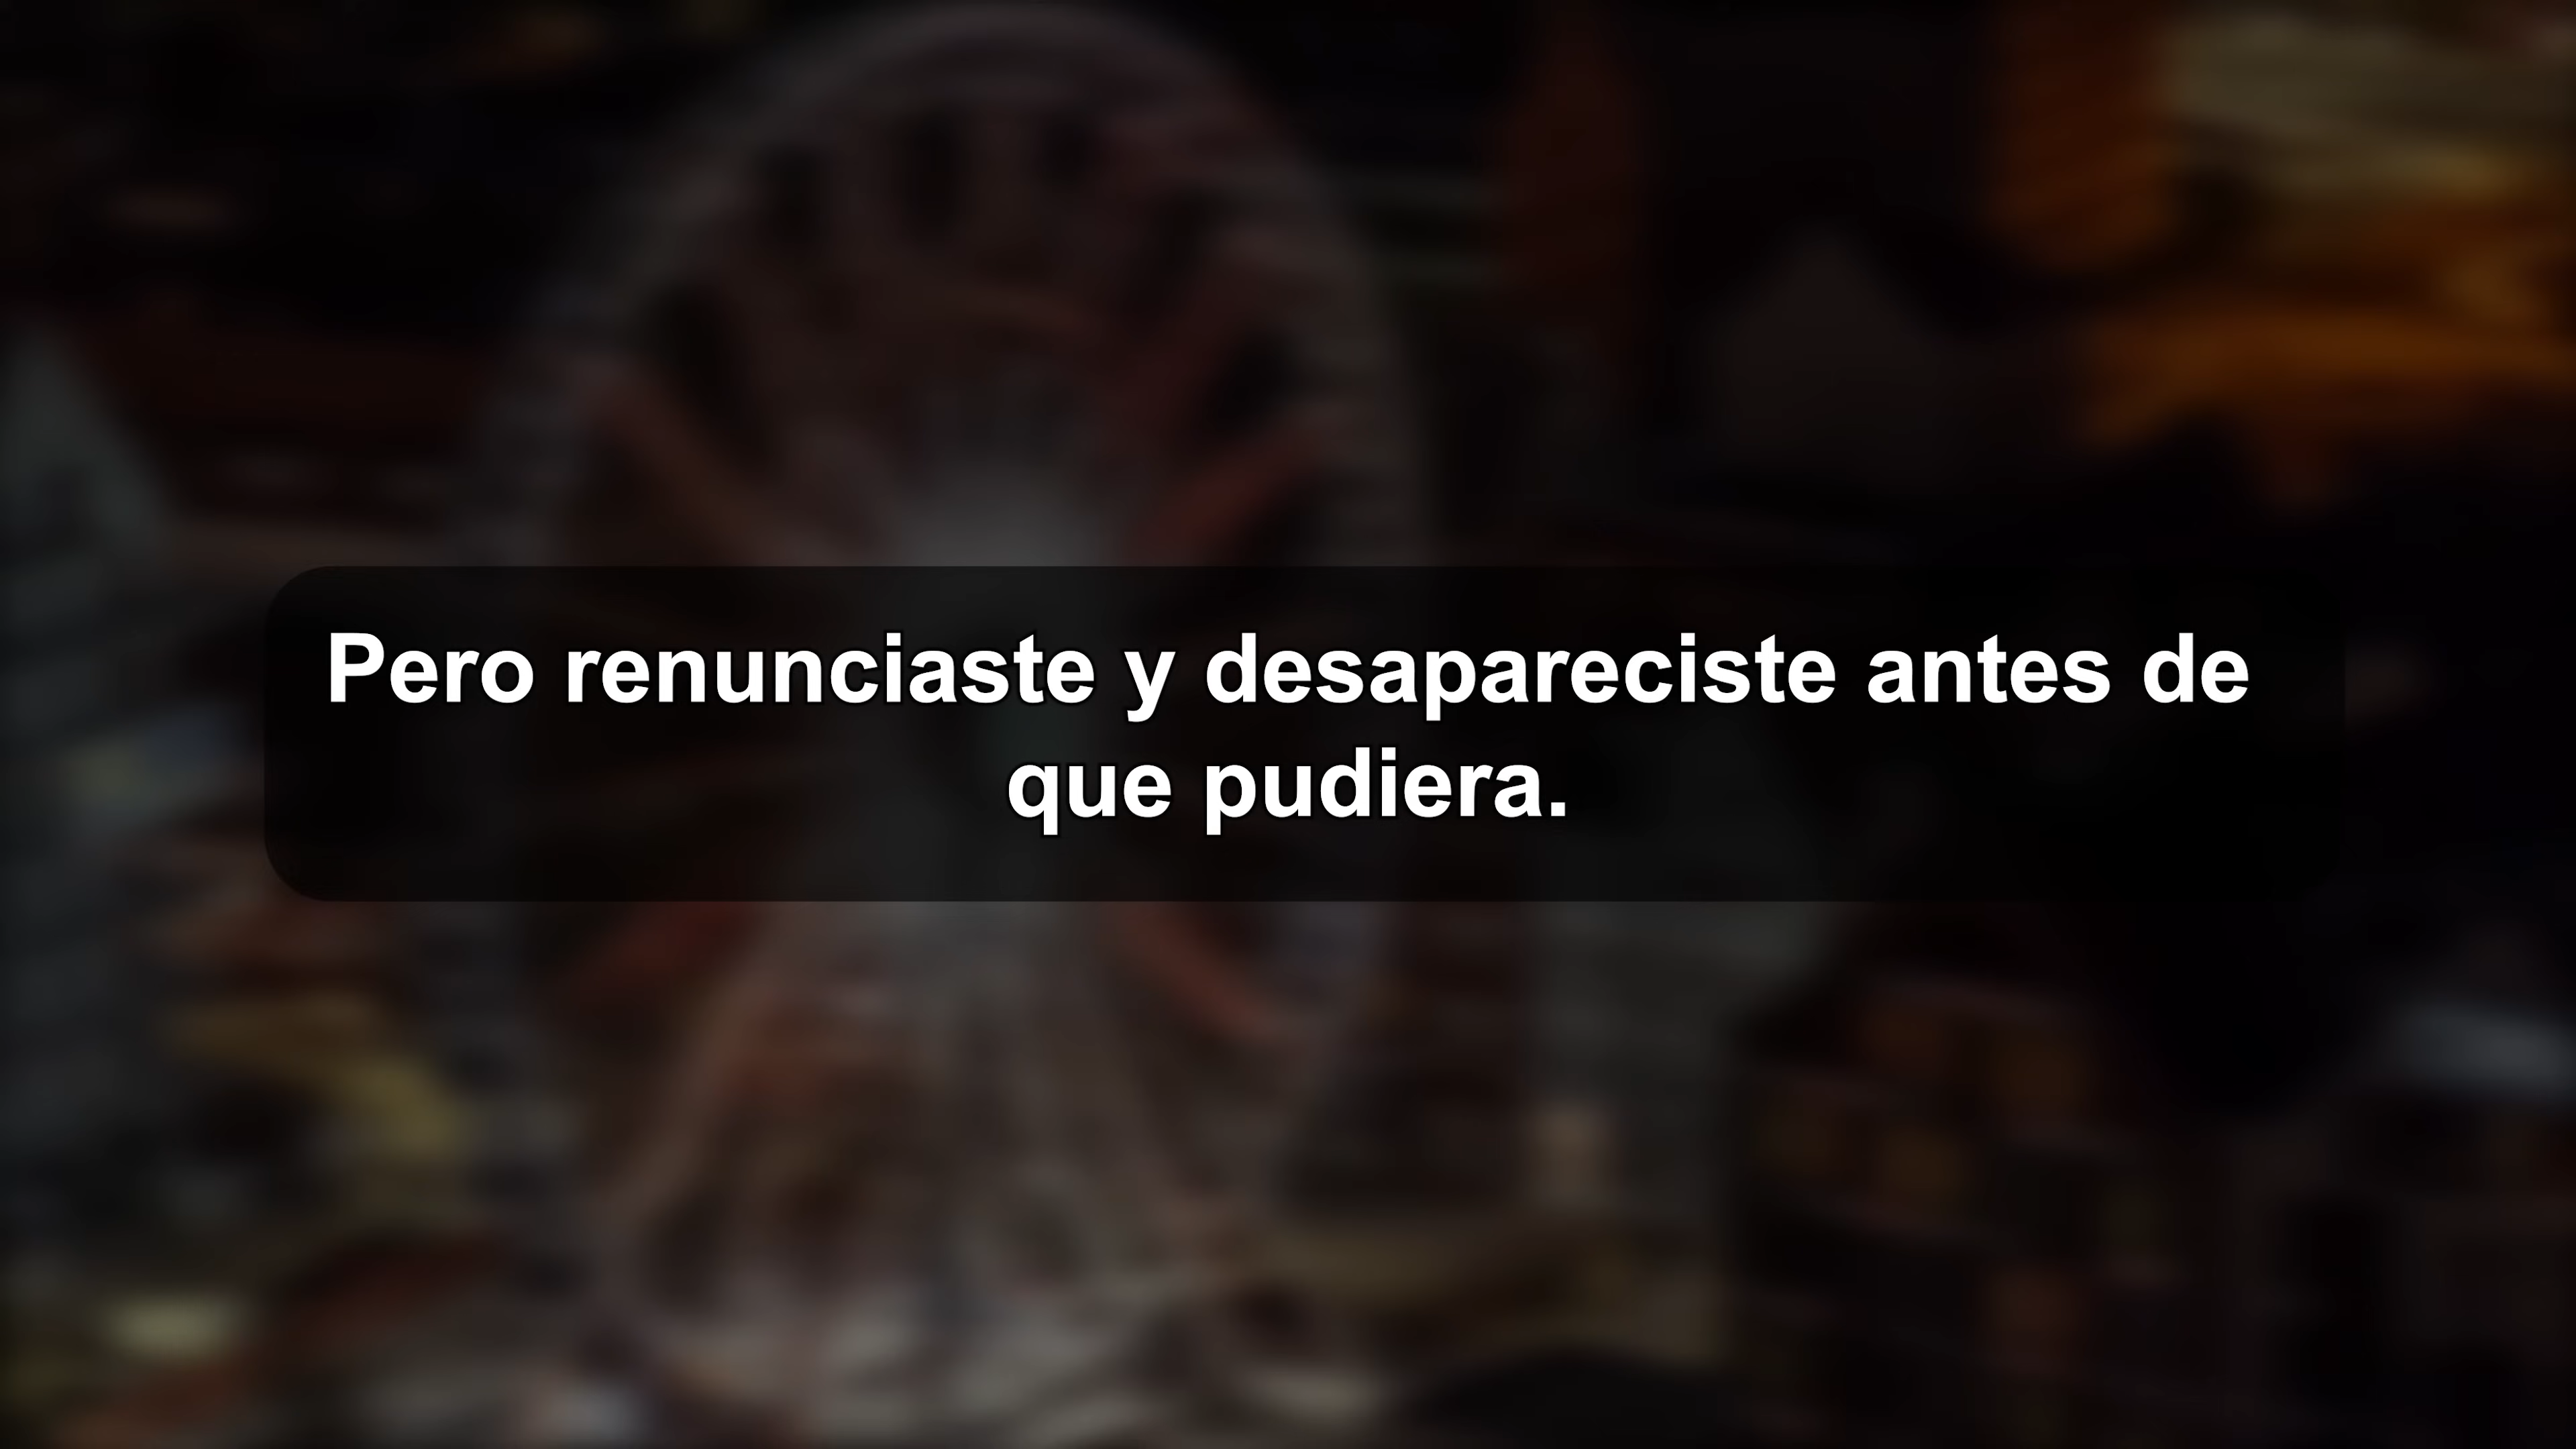 Pero renunciaste y desapareciste antes de
que pudiera.